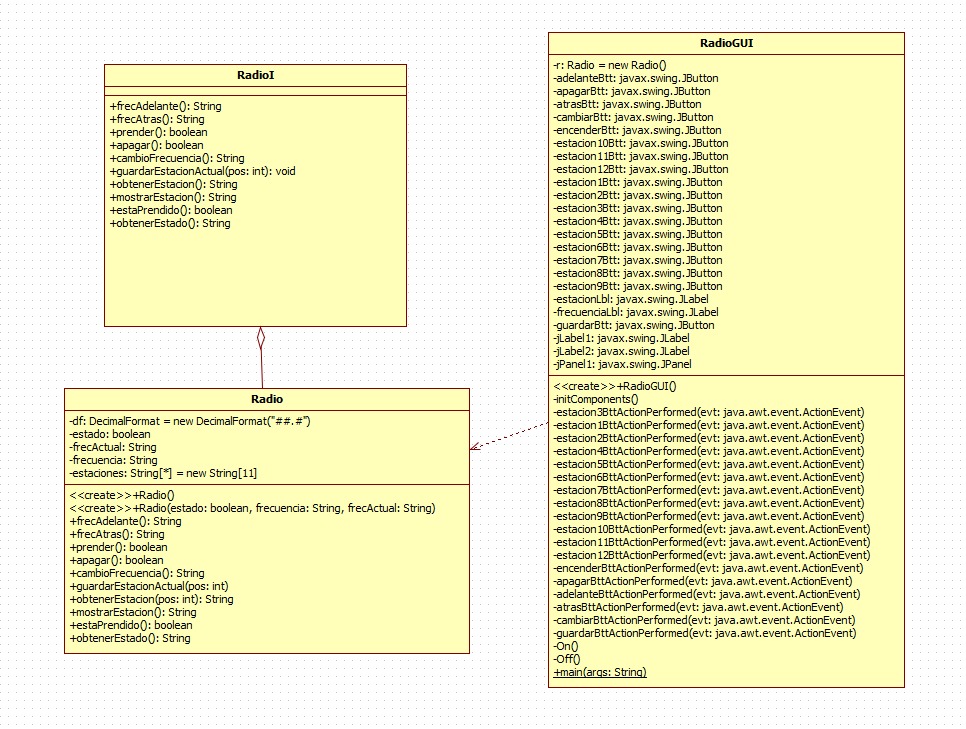 RadioI
+frecAdelante(): String
+frecAtras(): String
+prender(): boolean
+apagar(): boolean
+cambioFrecuencia(): String
+guardarEstacionActual(pos: int): void
+obtenerEstacion(): String
+mostrarEstacion(): String
+estaPrendido(): boolean
+obtenerEstado(): String
Radio
-df: DecimalFormat = new DecimalFormat("##.#")
-estado: boolean
-frecActual: String
-frecuencia: String
-estaciones: String[*] = new String[11]
<<create>>+Radio()
<<create>>+Radio(estado: boolean, frecuencia: String, frecActual: String)
+frecAdelante(): String
+frecAtras(): String
+prender(): boolean
+apagar(): boolean
+cambioFrecuencia(): String
+guardarEstacionActual(pos: int)
+obtenerEstacion(pos: int): String
+mostrarEstacion(): String
+estaPrendido(): boolean
+obtenerEstado(): String
RadioGUI
-r: Radio = new Radio()
-adelanteBtt: javax.swing.JButton
-apagarBtt: javax.swing.JButton
-atrasBtt: javax.swing.JButton
-cambiarBtt: javax.swing.JButton
-encenderBtt: javax.swing.JButton
-estacion10Btt: javax.swing.JButton
-estacion11Btt: javax.swing.JButton
-estacion12Btt: javax.swing.JButton
-estacion1Btt: javax.swing.JButton
-estacion2Btt: javax.swing.JButton
-estacion3Btt: javax.swing.JButton
-estacion4Btt: javax.swing.JButton
-estacion5Btt: javax.swing.JButton
-estacion6Btt: javax.swing.JButton
-estacion7Btt: javax.swing.JButton
-estacion8Btt: javax.swing.JButton
-estacion9Btt: javax.swing.JButton
-estacionLbl: javax.swing.JLabel
-frecuenciaLbl: javax.swing.JLabel
-guardarBtt: javax.swing.JButton
-jLabel1: javax.swing.JLabel
-jLabel2: javax.swing.JLabel
-jPanel1: javax.swing.JPanel
<<create>>+RadioGUI()
-initComponents()
-estacion3BttActionPerformed(evt: java.awt.event.ActionEvent)
-estacion1BttActionPerformed(evt: java.awt.event.ActionEvent)
-estacion2BttActionPerformed(evt: java.awt.event.ActionEvent)
-estacion4BttActionPerformed(evt: java.awt.event.ActionEvent)
-estacion5BttActionPerformed(evt: java.awt.event.ActionEvent)
-estacion6BttActionPerformed(evt: java.awt.event.ActionEvent)
-estacion7BttActionPerformed(evt: java.awt.event.ActionEvent)
-estacion8BttActionPerformed(evt: java.awt.event.ActionEvent)
-estacion9BttActionPerformed(evt: java.awt.event.ActionEvent)
-estacion10BttActionPerformed(evt: java.awt.event.ActionEvent)
-estacion11BttActionPerformed(evt: java.awt.event.ActionEvent)
-estacion12BttActionPerformed(evt: java.awt.event.ActionEvent)
-encenderBttActionPerformed(evt: java.awt.event.ActionEvent)
-apagarBttActionPerformed(evt: java.awt.event.ActionEvent)
-adelanteBttActionPerformed(evt: java.awt.event.ActionEvent)
-atrasBttActionPerformed(evt: java.awt.event.ActionEvent)
-cambiarBttActionPerformed(evt: java.awt.event.ActionEvent)
-guardarBttActionPerformed(evt: java.awt.event.ActionEvent)
-On()
-Off()
+main(args: String)